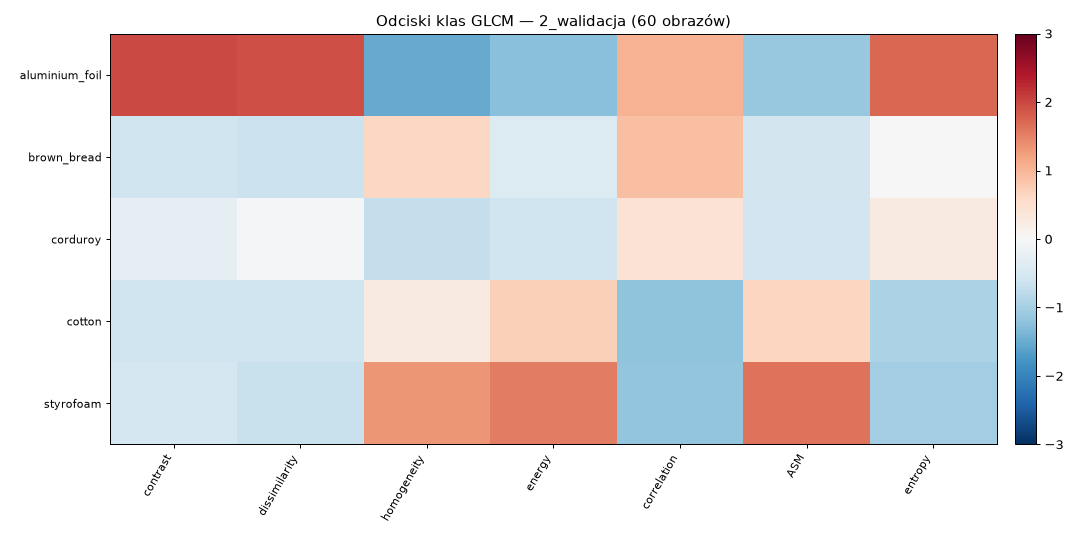 Odciski klas GLCM — 2_walidacja (60 obrazów)
aluminium_foil
brown_bread
corduroy
cotton
styrofoam
contrast
dissimilarity
homogeneity
energy
correlation
ASM
entropy
3
2
1
0
−1
−2
−3